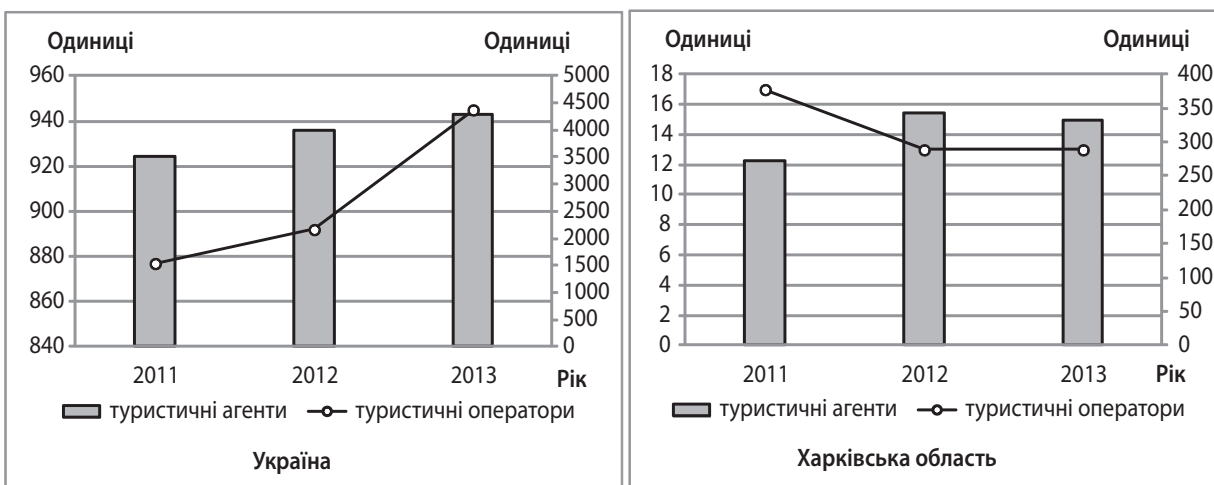 Одиниці Одиниці
960 5000
940 4500
920 4000
900 3500
880 3000
860 2500
840 2000
1500
1000
500
0
2011 2012 2013 Рік
туристичні агенти туристичні оператори
Україна
Одиниці Одиниці
18 400
16 350
14 300
12 250
10 200
8 150
6 100
4 50
2 0
0
2011 2012 2013 Рік
туристичні агенти туристичні оператори
Харківська область